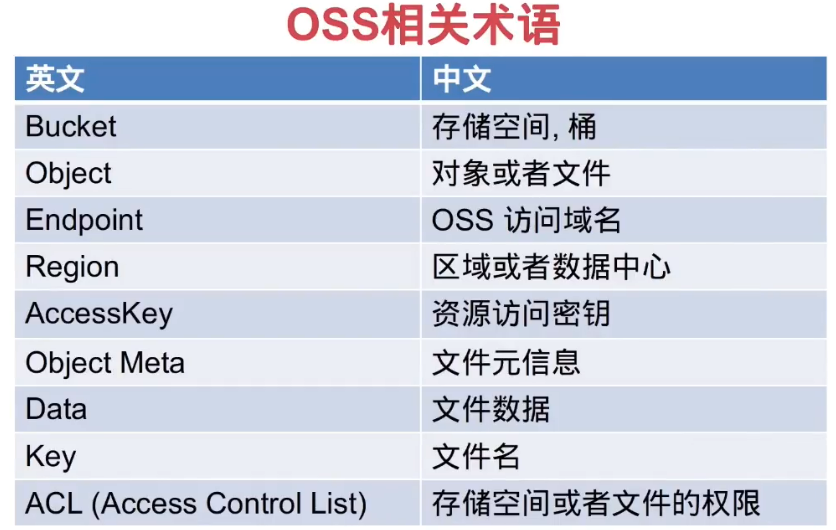 OSS相关术语
英文 中文
Bucket 存储空间, 桶
Object 对象或者文件
Endpoint OSS 访问域名
Region 区域或者数据中心
AccessKey 资源访问密钥
Object Meta 文件元信息
Data 文件数据
Key 文件名
ACL (Access Control List) 存储空间或者文件的权限